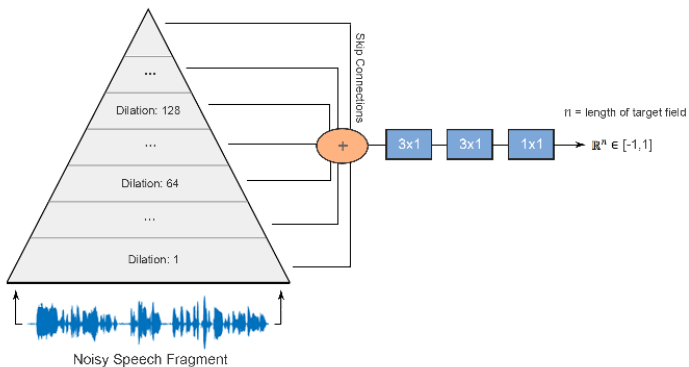 ...
Dilation: 128
...
Dilation: 64
...
Dilation: 1
Noisy Speech Fragment
Skip Connections
+
3x1
3x1
1x1
n = length of target field
ℝⁿ ∈ [-1,1]